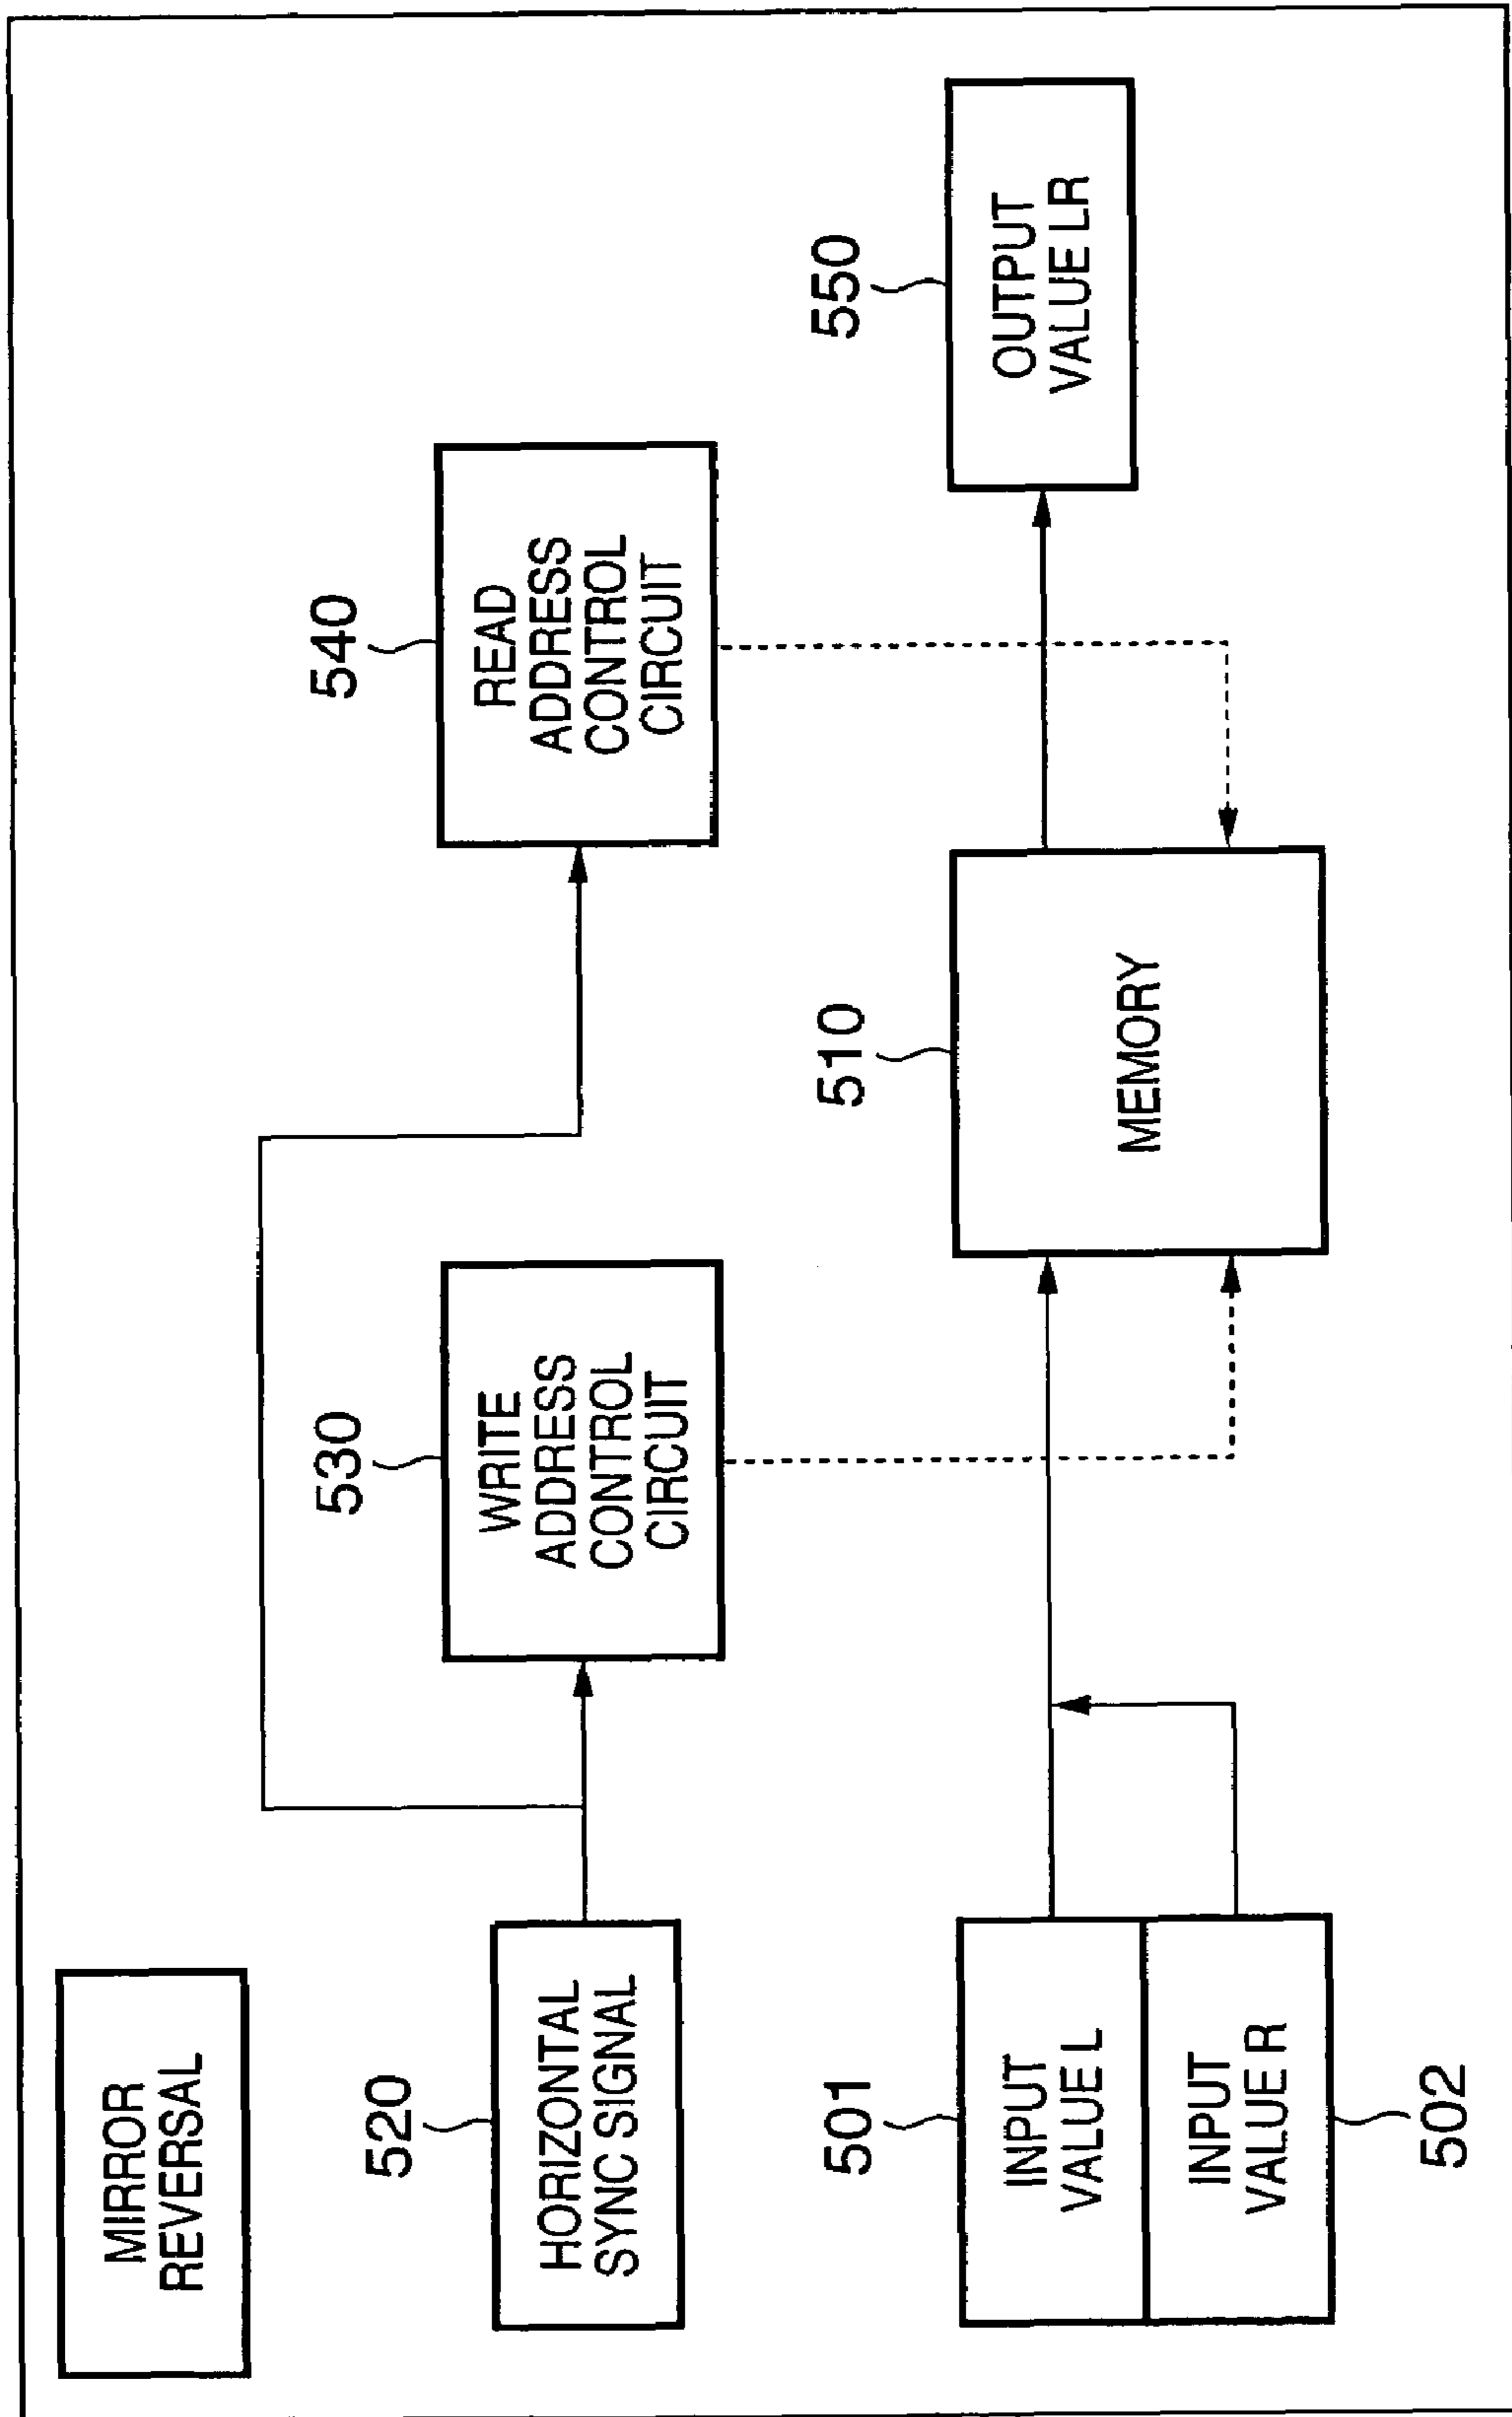 MIRROR
REVERSAL
520
HORIZONTAL
SYNC SIGNAL
530
WRITE
ADDRESS
CONTROL
CIRCUIT
540
READ
ADDRESS
CONTROL
CIRCUIT
501
INPUT
VALUE L
INPUT
VALUE R
502
510
MEMORY
550
OUTPUT
VALUE LR